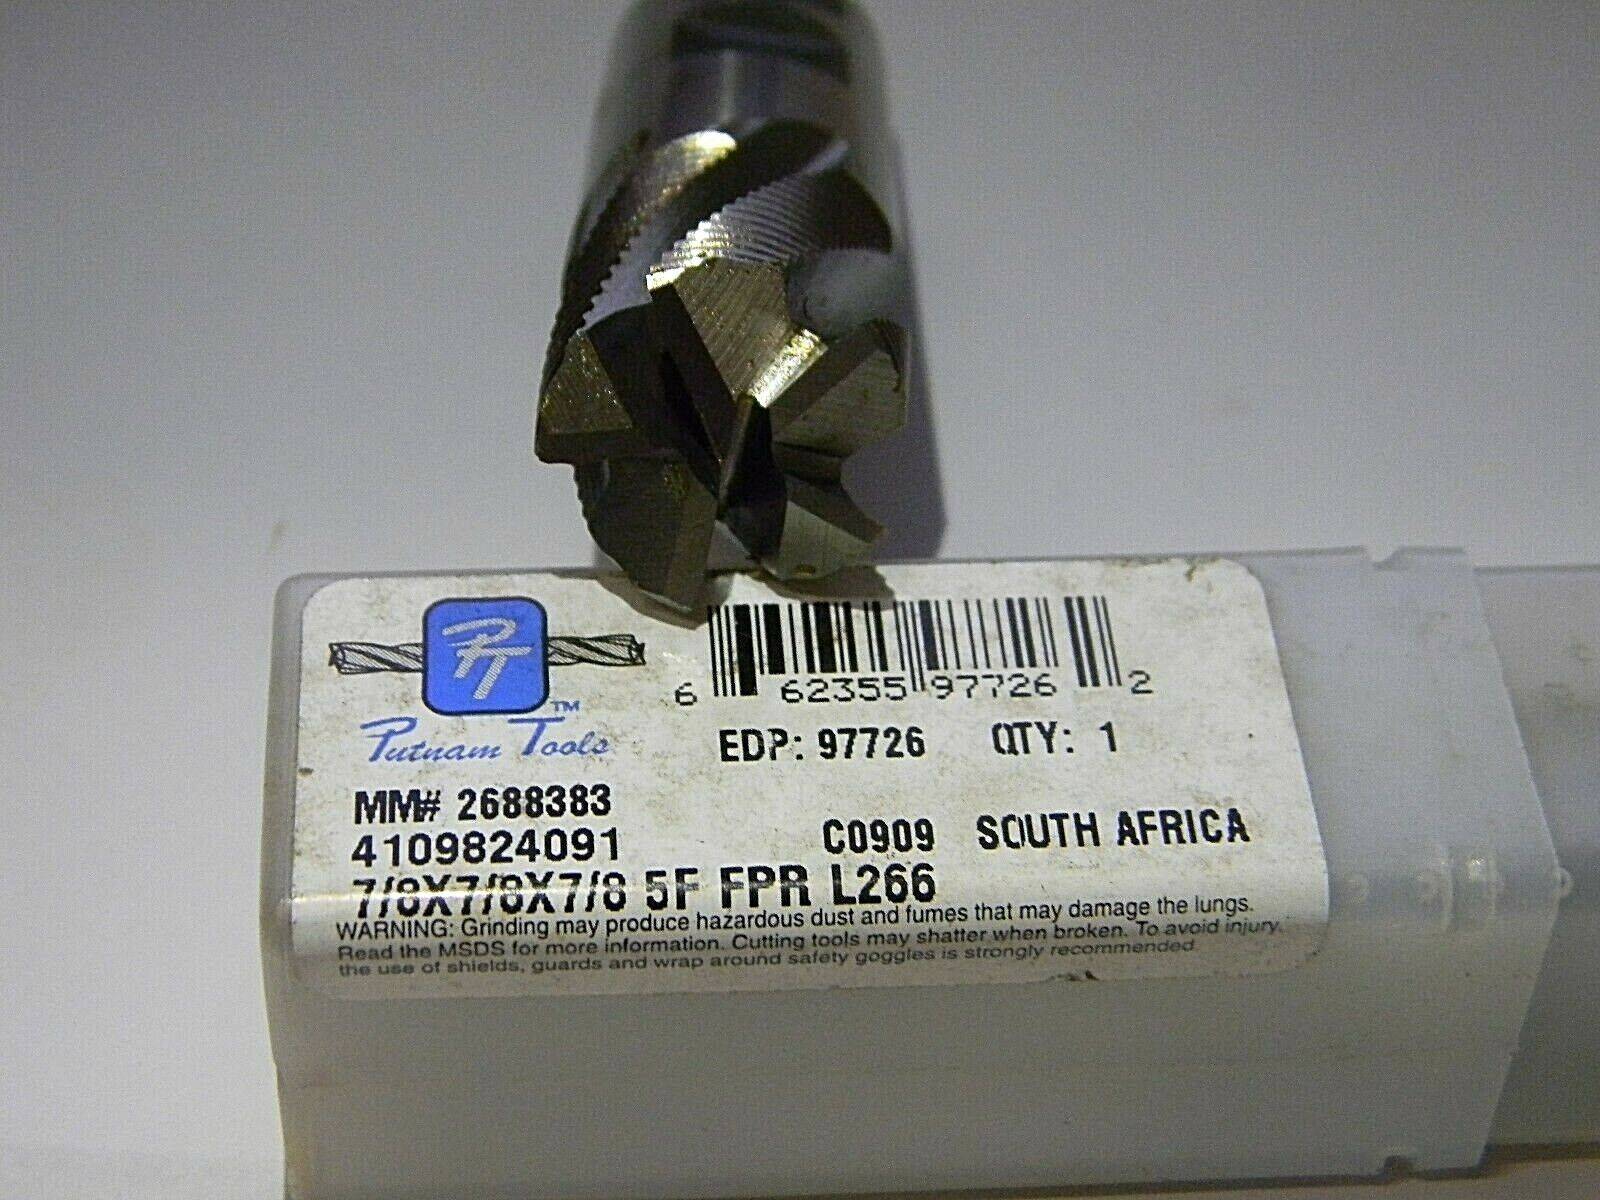 PT
TM
Putnam Tools
6 62355 97726 2
EDP: 97726 QTY: 1
MM# 2688383
4109824091
C0909 SOUTH AFRICA
7/8X7/8X7/8 5F FPR L266
WARNING: Grinding may produce hazardous dust and fumes that may damage the lungs.
Read the MSDS for more information. Cutting tools may shatter when broken. To avoid injury,
the use of shields, guards and wrap around safety goggles is strongly recommended